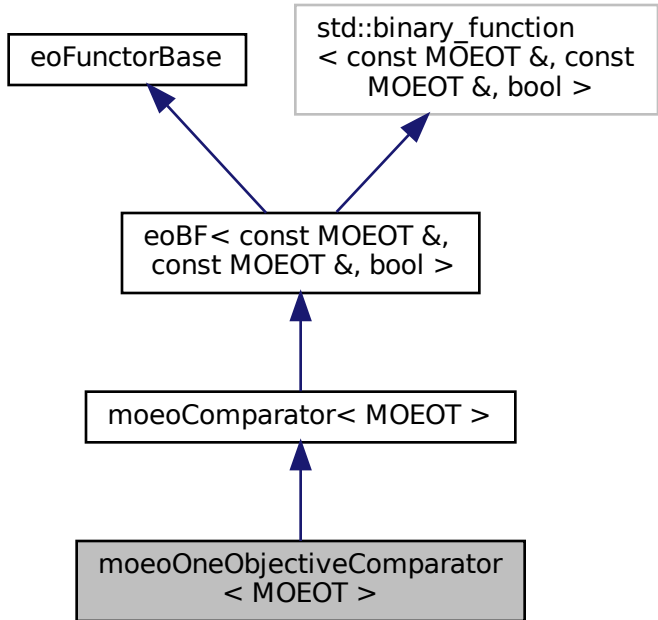 eoFunctorBase
std::binary_function
< const MOEOT &, const
MOEOT &, bool >
eoBF< const MOEOT &,
const MOEOT &, bool >
moeoComparator< MOEOT >
moeoOneObjectiveComparator
< MOEOT >